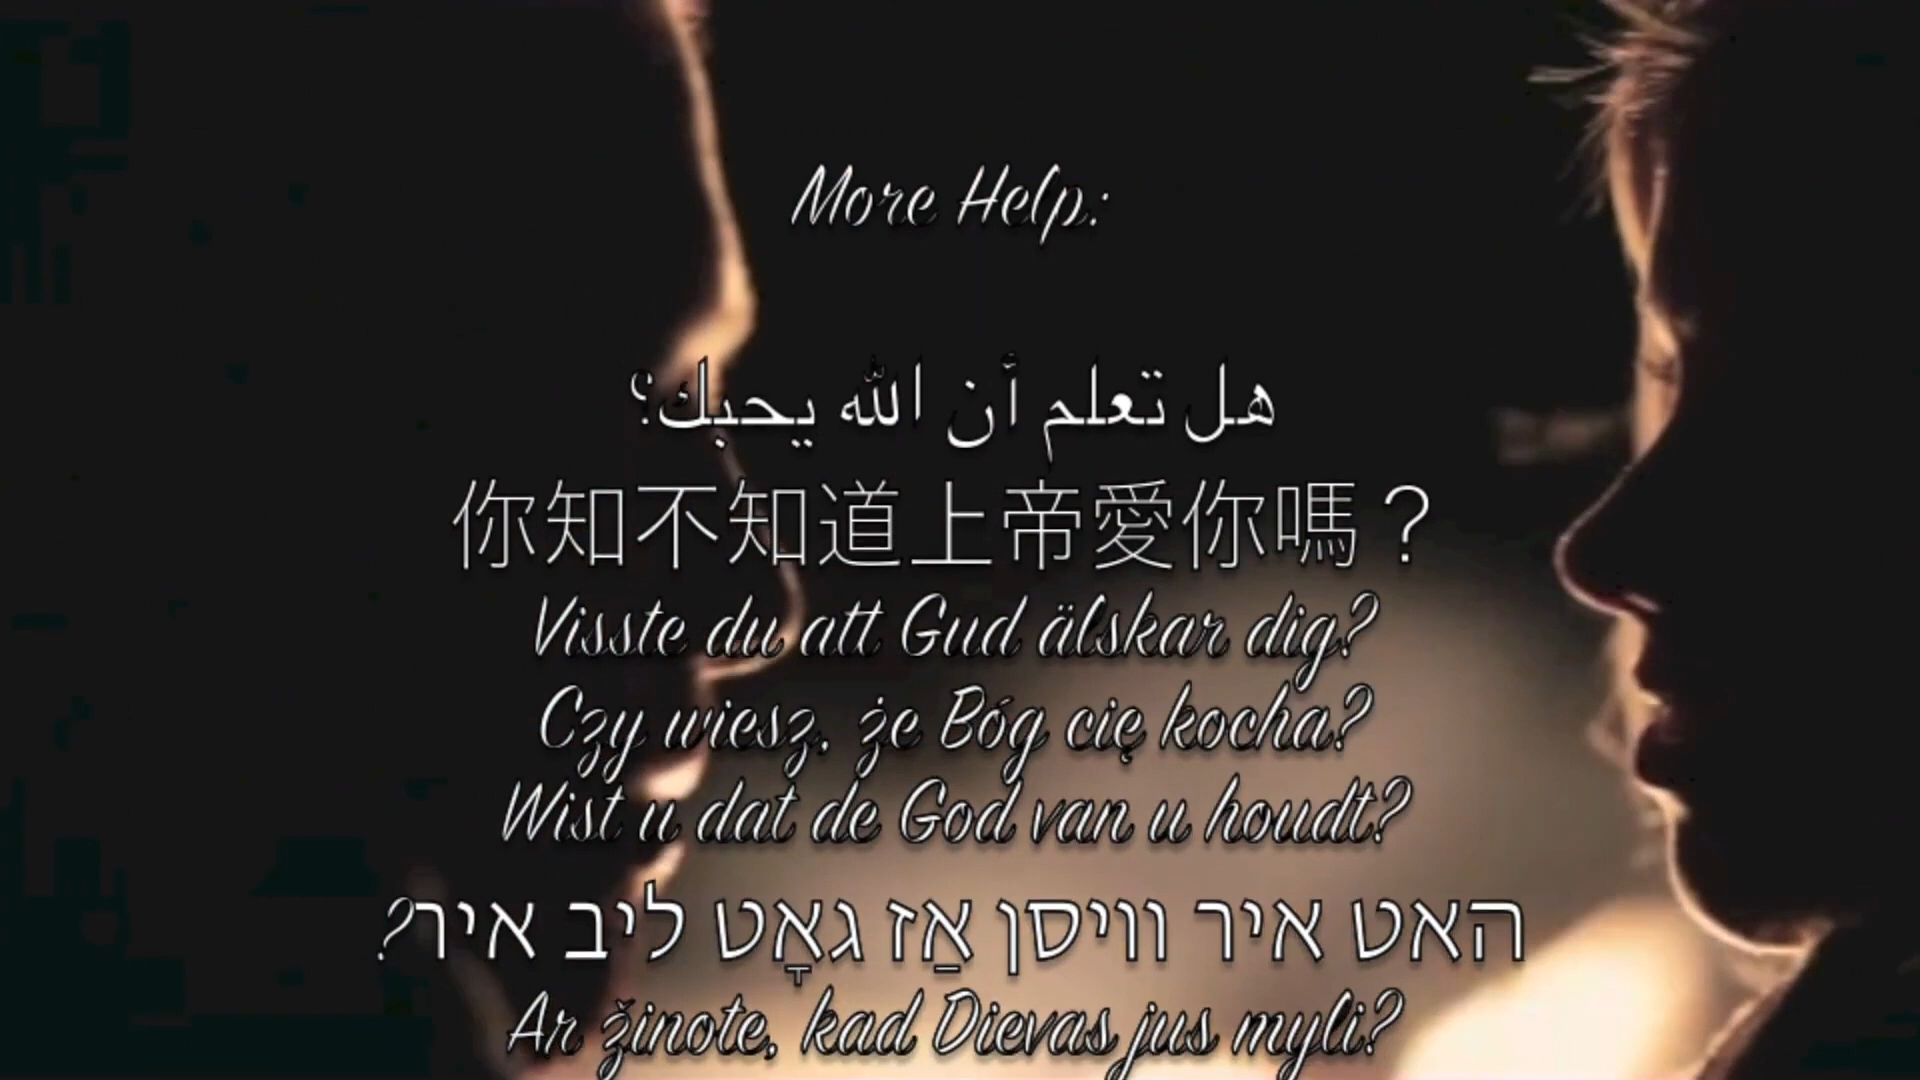 More Help:
هل تعلم أن الله يحبك؟
你知不知道上帝愛你嗎？
Visste du att Gud älskar dig?
Czy wiesz, że Bóg cię kocha?
Wist u dat de God van u houdt?
האט איר וויסן אַז גאָט ליב איר?
Ar žinote, kad Dievas jus myli?